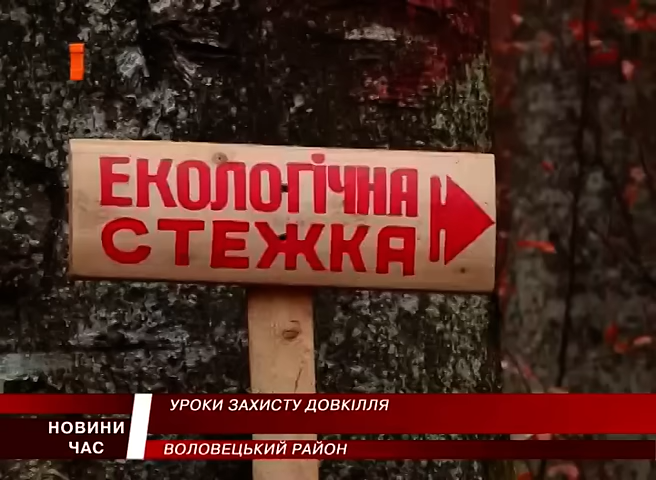 ЕКОЛОГІЧНА
СТЕЖКА
УРОКИ ЗАХИСТУ ДОВКІЛЛЯ
НОВИНИ
ЧАС
ВОЛОВЕЦЬКИЙ РАЙОН